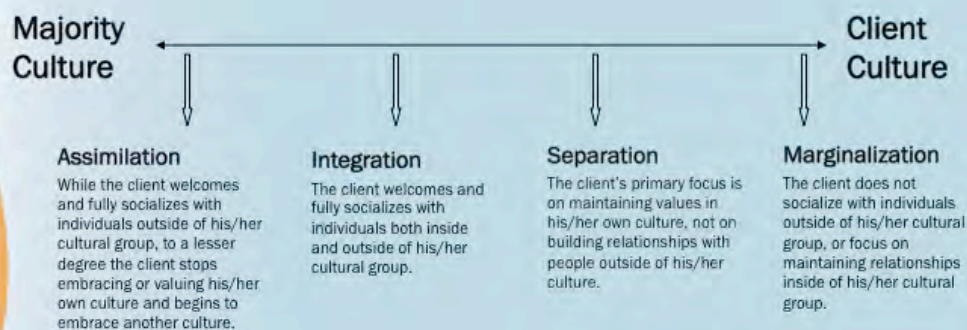 Majority
Culture
Client
Culture
Assimilation
While the client welcomes
and fully socializes with
individuals outside of his/her
cultural group, to a lesser
degree the client stops
embracing or valuing his/her
own culture and begins to
embrace another culture.
Integration
The client welcomes and
fully socializes with
individuals both inside
and outside of his/her
cultural group.
Separation
The client's primary focus is
on maintaining values in
his/her own culture, not on
building relationships with
people outside of his/her
culture.
Marginalization
The client does not
socialize with individuals
outside of his/her cultural
group, or focus on
maintaining relationships
inside of his/her cultural
group.